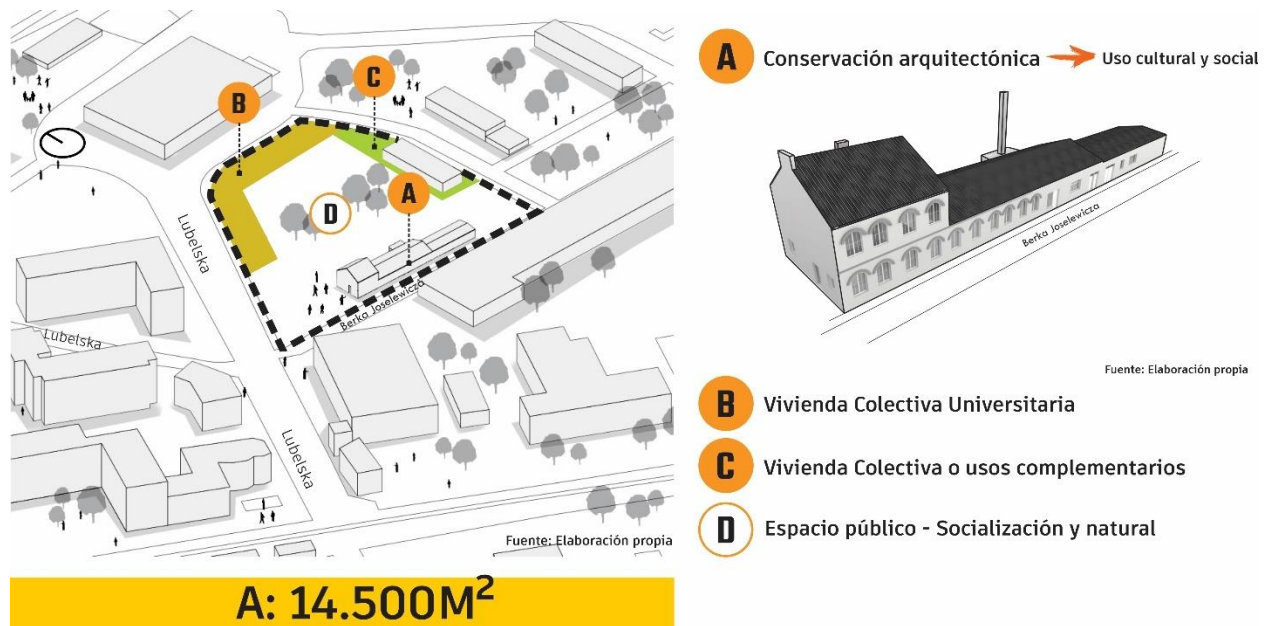 C
B
A
D
Lubelska
Berka Joselewicza
Lubelska
Lubelska
Fuente: Elaboración propia
A: 14.500M²
A Conservación arquitectónica Uso cultural y social
Berka Joselewicza
Fuente: Elaboración propia
B Vivienda Colectiva Universitaria
C Vivienda Colectiva o usos complementarios
D Espacio público - Socialización y natural